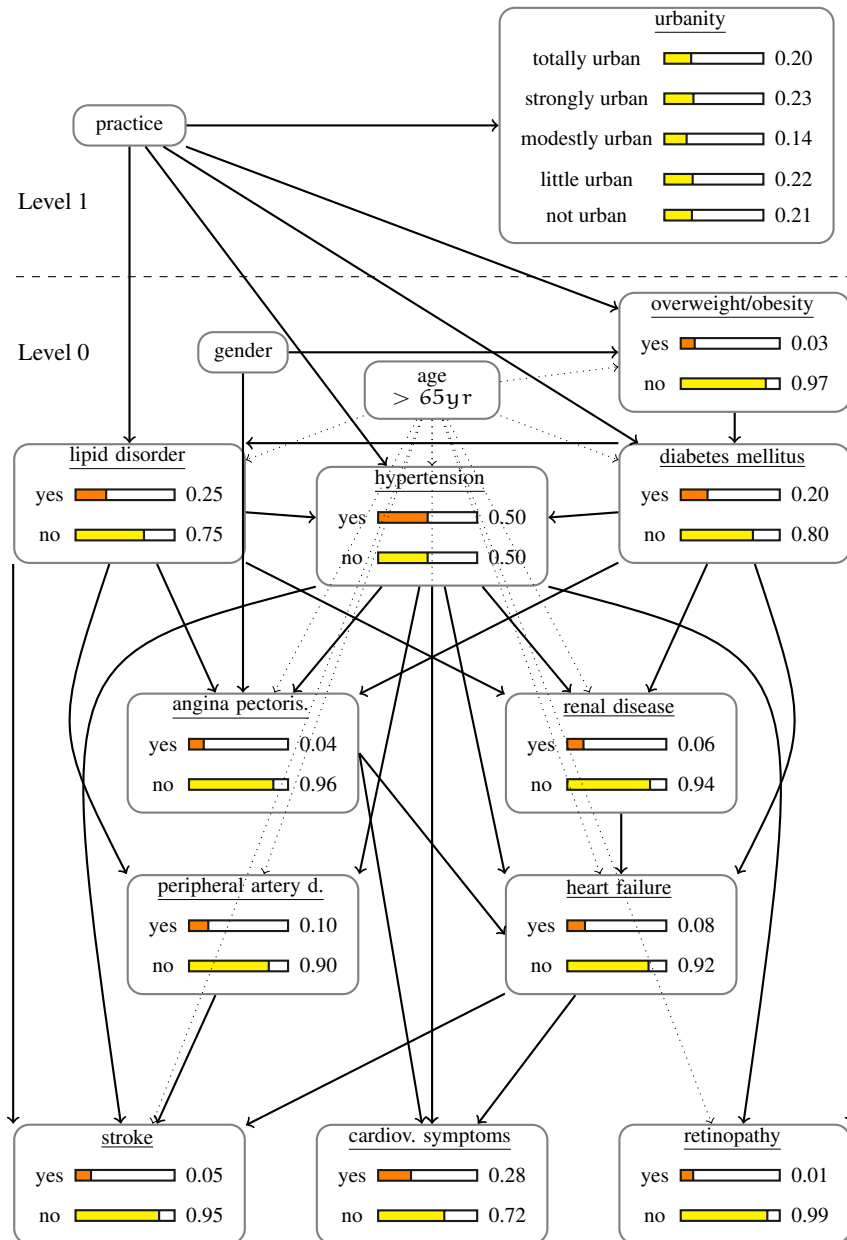 urbanity
totally urban 0.20
strongly urban 0.23
practice
modestly urban 0.14
little urban 0.22
Level 1
not urban 0.21
overweight/obesity
Level 0
gender
yes 0.03
age
> 65yr
no 0.97
lipid disorder
diabetes mellitus
hypertension
yes 0.25
yes 0.20
yes 0.50
no 0.75
no 0.80
no 0.50
angina pectoris.
renal disease
yes 0.04
yes 0.06
no 0.96
no 0.94
peripheral artery d.
heart failure
yes 0.10
yes 0.08
no 0.90
no 0.92
stroke
cardiov. symptoms
retinopathy
yes 0.05
yes 0.28
yes 0.01
no 0.95
no 0.72
no 0.99